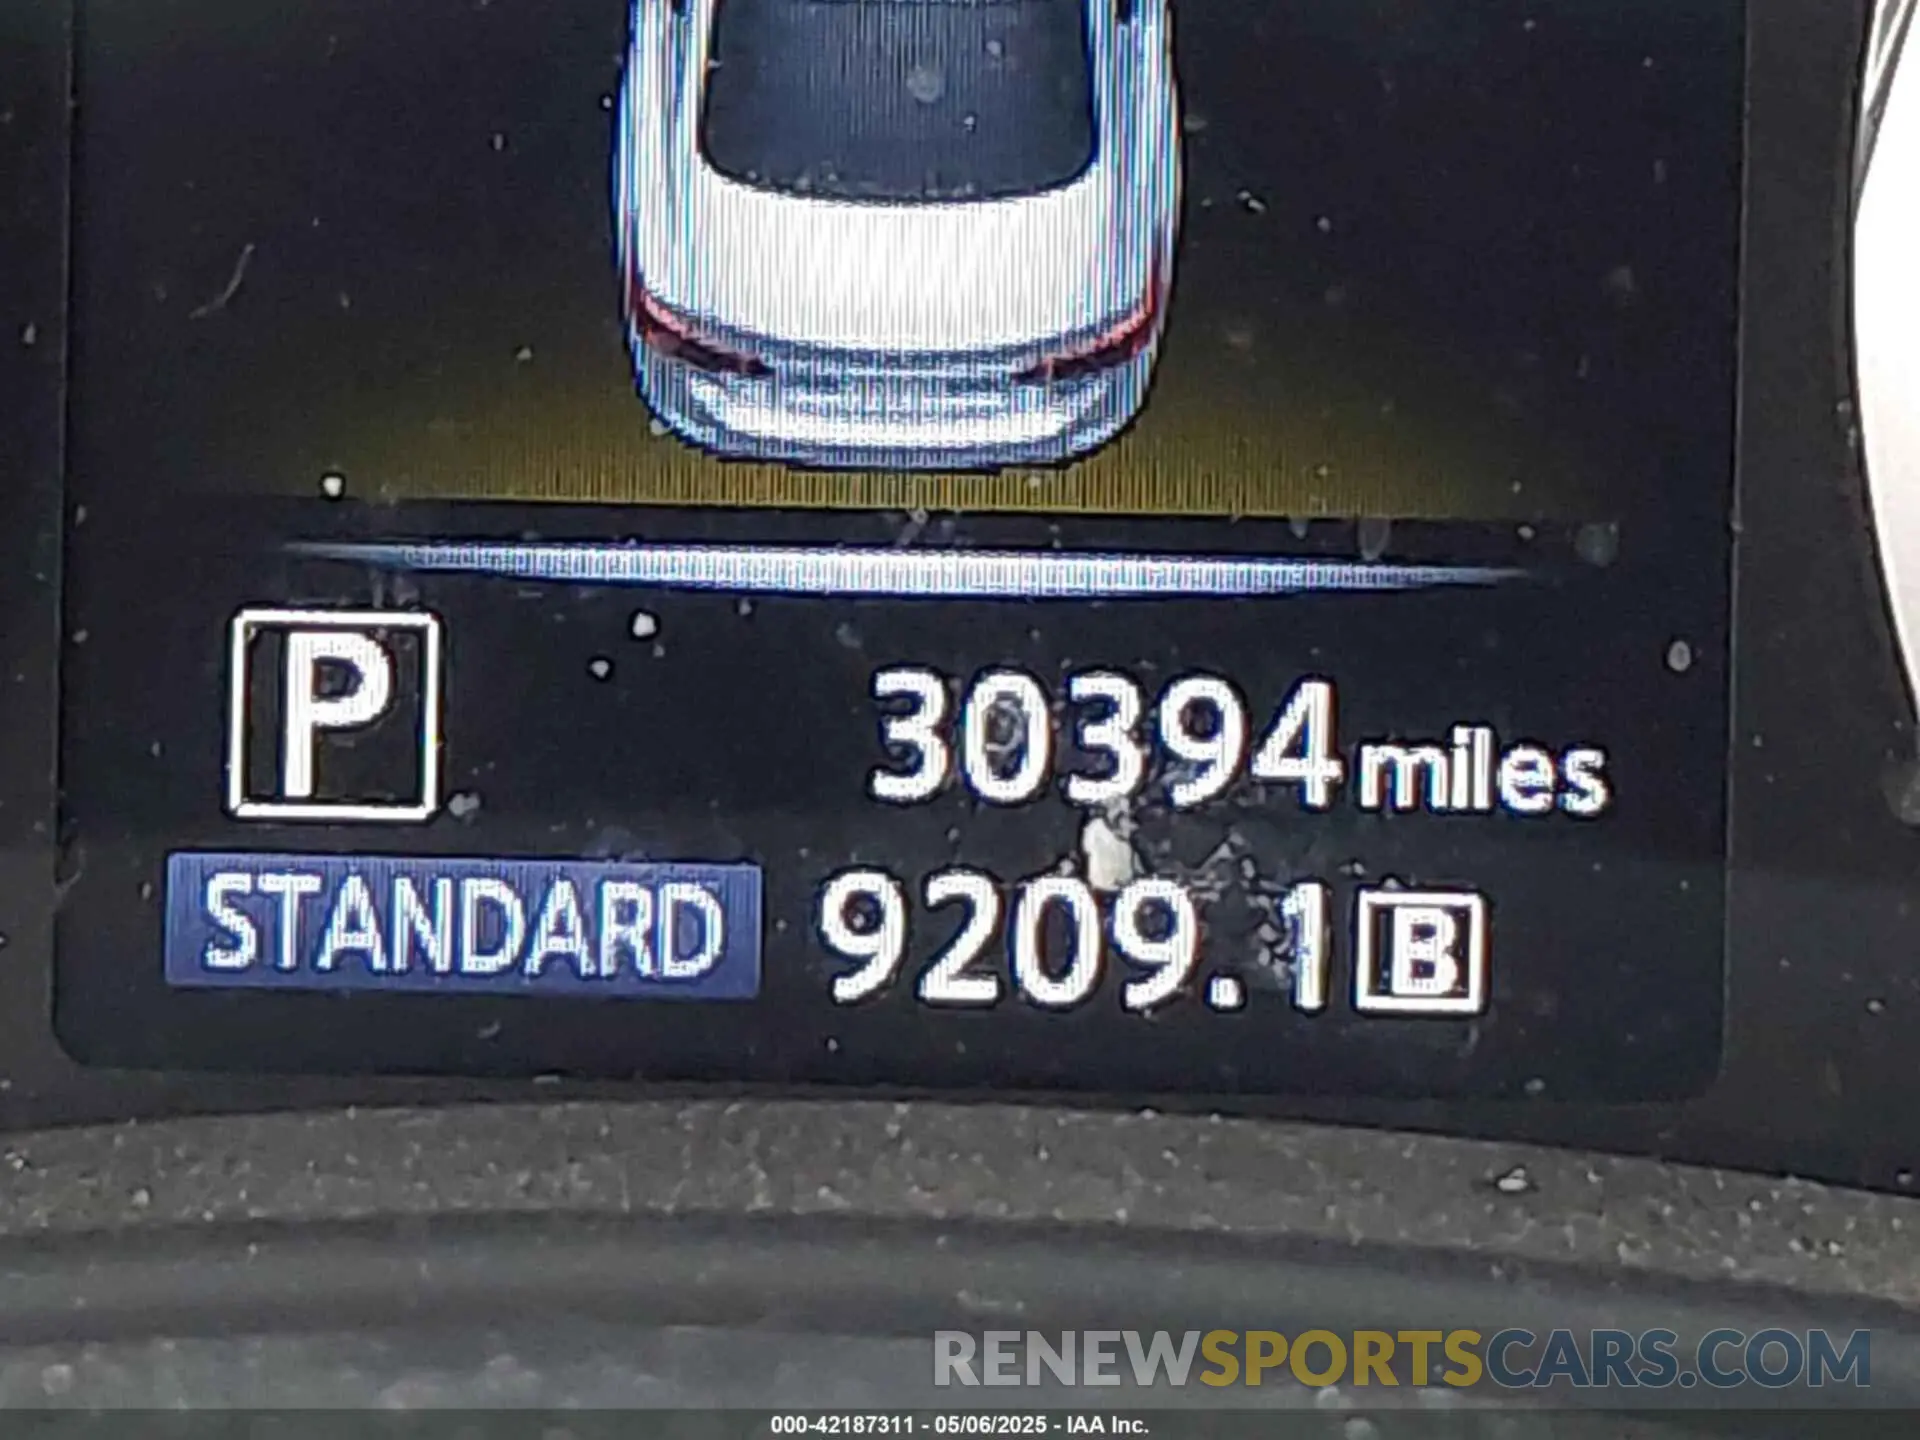 P 30394 miles
STANDARD 9209.1 B
RENEWSPORTSCARS.COM
000-42187311 - 05/06/2025 - IAA Inc.